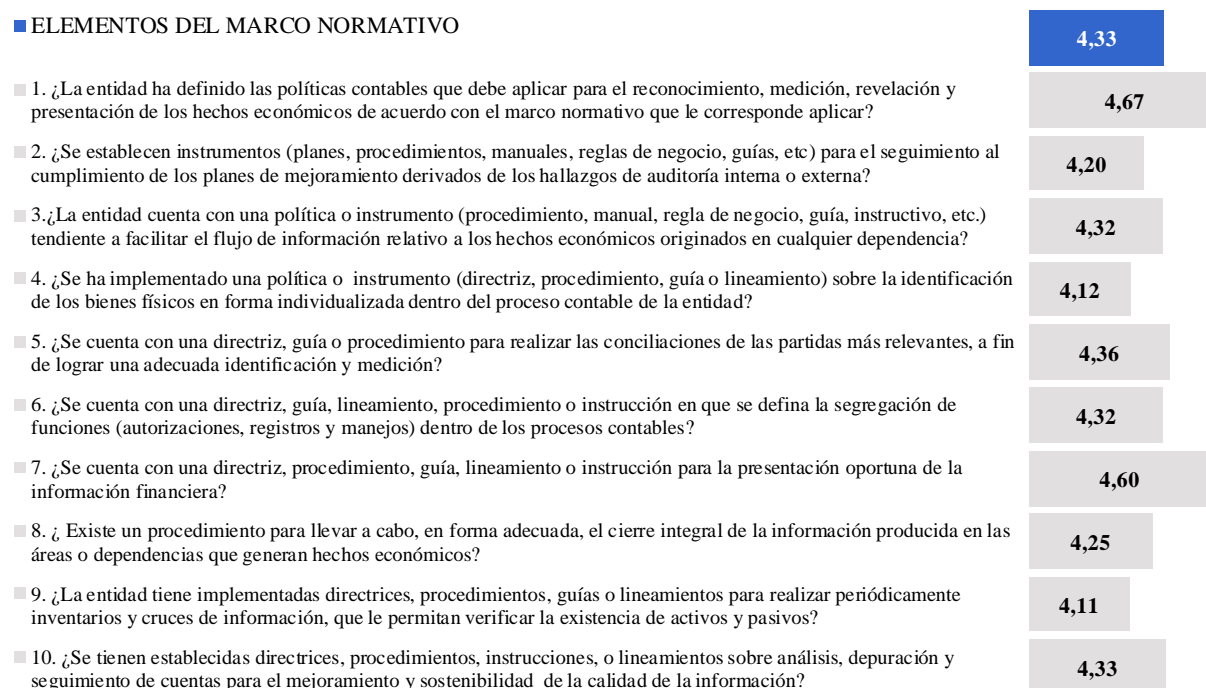 ELEMENTOS DEL MARCO NORMATIVO
4,33
1. ¿La entidad ha definido las políticas contables que debe aplicar para el reconocimiento, medición, revelación y
presentación de los hechos económicos de acuerdo con el marco normativo que le corresponde aplicar?
4,67
2. ¿Se establecen instrumentos (planes, procedimientos, manuales, reglas de negocio, guías, etc) para el seguimiento al
cumplimiento de los planes de mejoramiento derivados de los hallazgos de auditoría interna o externa?
4,20
3.¿La entidad cuenta con una política o instrumento (procedimiento, manual, regla de negocio, guía, instructivo, etc.)
tendiente a facilitar el flujo de información relativo a los hechos económicos originados en cualquier dependencia?
4,32
4. ¿Se ha implementado una política o instrumento (directriz, procedimiento, guía o lineamiento) sobre la identificación
de los bienes físicos en forma individualizada dentro del proceso contable de la entidad?
4,12
5. ¿Se cuenta con una directriz, guía o procedimiento para realizar las conciliaciones de las partidas más relevantes, a fin
de lograr una adecuada identificación y medición?
4,36
6. ¿Se cuenta con una directriz, guía, lineamiento, procedimiento o instrucción en que se defina la segregación de
funciones (autorizaciones, registros y manejos) dentro de los procesos contables?
4,32
7. ¿Se cuenta con una directriz, procedimiento, guía, lineamiento o instrucción para la presentación oportuna de la
información financiera?
4,60
8. ¿ Existe un procedimiento para llevar a cabo, en forma adecuada, el cierre integral de la información producida en las
áreas o dependencias que generan hechos económicos?
4,25
9. ¿La entidad tiene implementadas directrices, procedimientos, guías o lineamientos para realizar periódicamente
inventarios y cruces de información, que le permitan verificar la existencia de activos y pasivos?
4,11
10. ¿Se tienen establecidas directrices, procedimientos, instrucciones, o lineamientos sobre análisis, depuración y
seguimiento de cuentas para el mejoramiento y sostenibilidad de la calidad de la información?
4,33